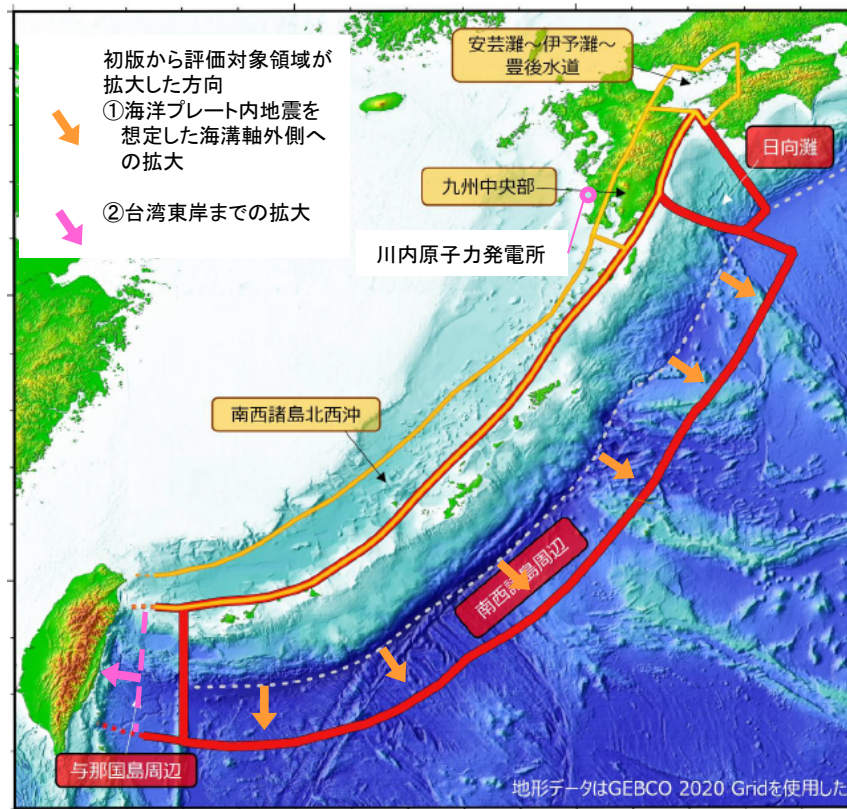 初版から評価対象領域が
拡大した方向
①海洋プレート内地震を
想定した海溝軸外側へ
の拡大
②台湾東岸までの拡大
安芸灘～伊予灘～
豊後水道
日向灘
九州中央部
川内原子力発電所
南西諸島北西沖
南西諸島周辺
与那国島周辺
地形データはGEBCO 2020 Gridを使用した